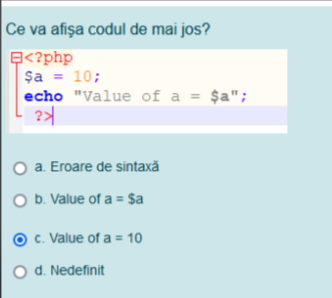 Ce va afișa codul de mai jos?
<?php
$a = 10;
echo "Value of a = $a";
?>
a. Eroare de sintaxă
b. Value of a = $a
c. Value of a = 10
d. Nedefinit